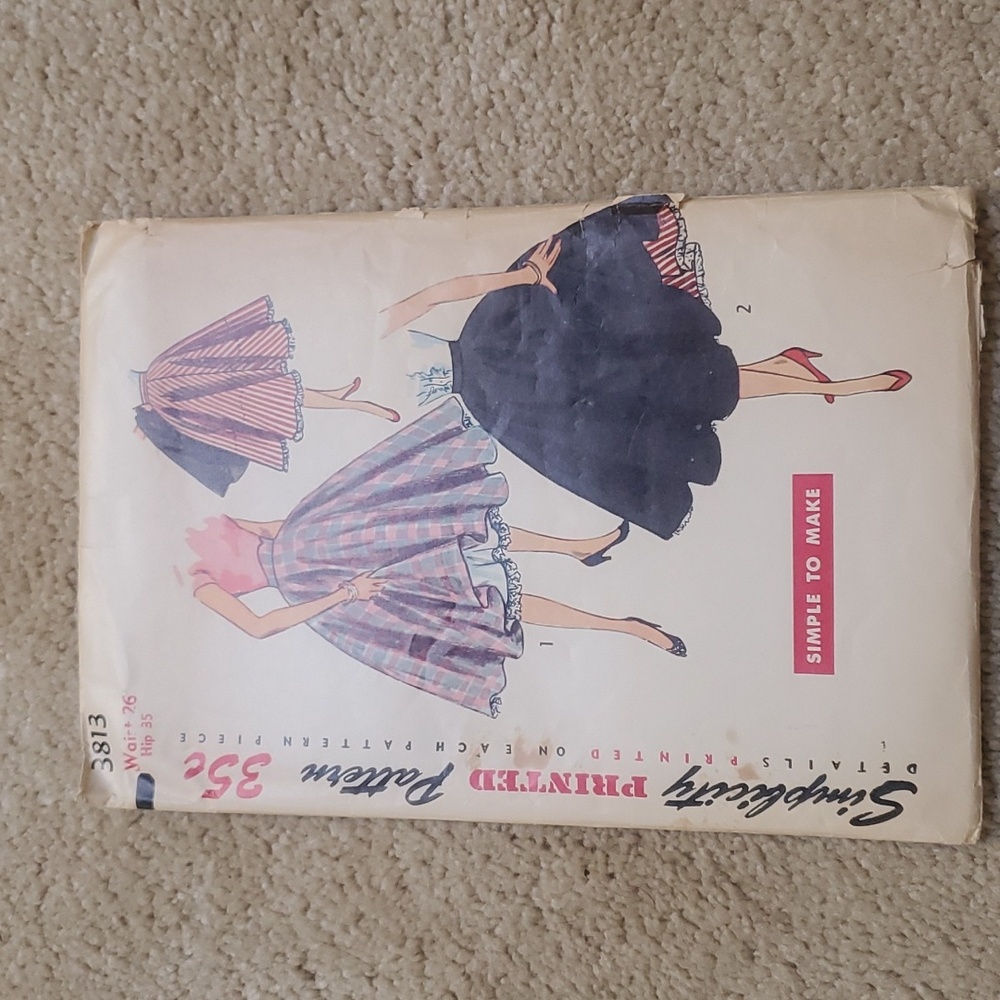 3813
Waist 26
Hip 35
SIMPLE TO MAKE
1
2
Simplicity PRINTED Pattern 35¢
DETAILS PRINTED ON EACH PATTERN PIECE